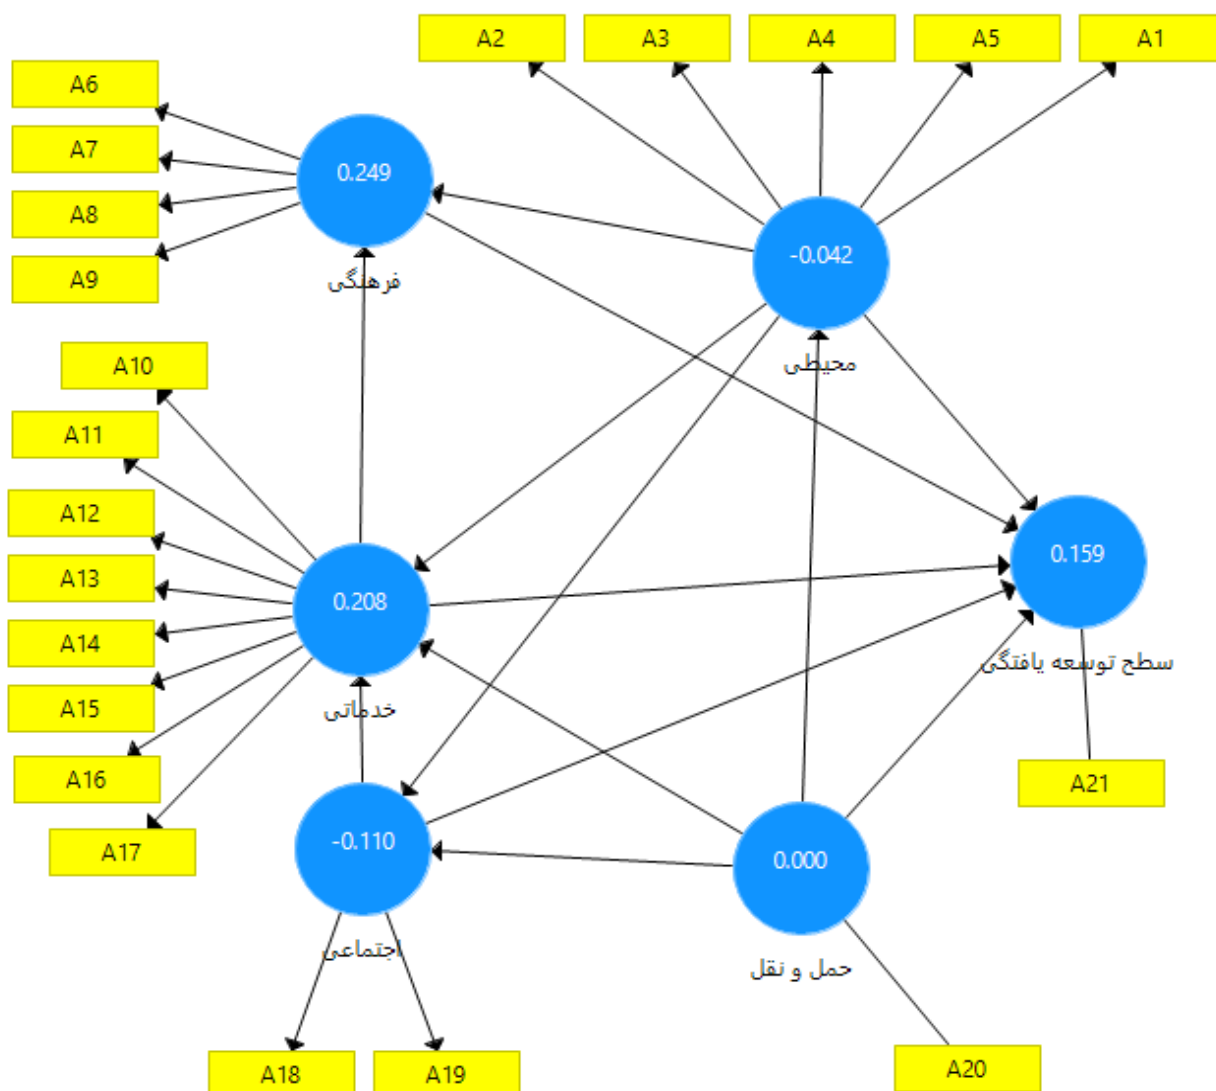 A2
A3
A4
A5
A1
A6
A7
A8
A9
0.249
فرهنگی
-0.042
محیطی
A10
A11
A12
A13
A14
A15
A16
A17
0.208
خدماتی
0.159
سطح توسعه یافتگی
A21
-0.110
اجتماعی
0.000
حمل و نقل
A18
A19
A20